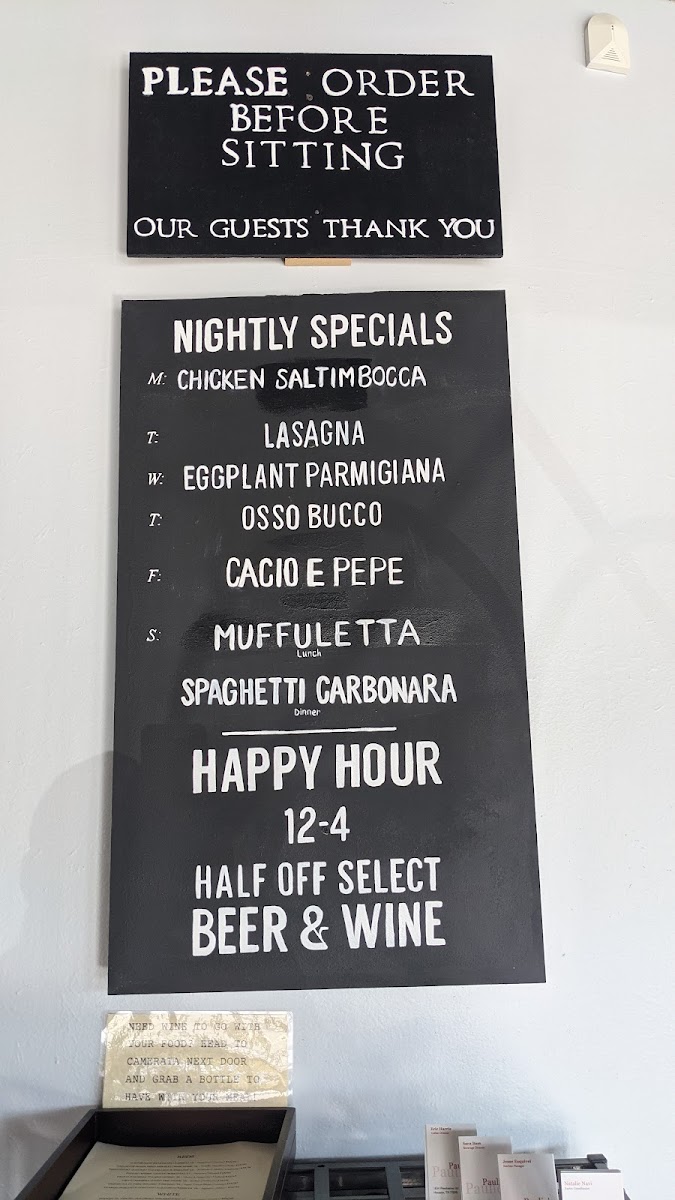 PLEASE ORDER
BEFORE
SITTING
OUR GUESTS THANK YOU
NIGHTLY SPECIALS
M: CHICKEN SALTIMBOCCA
T: LASAGNA
W: EGGPLANT PARMIGIANA
T: OSSO BUCCO
F: CACIO E PEPE
S: MUFFULETTA
Lunch
SPAGHETTI CARBONARA
Dinner
HAPPY HOUR
12-4
HALF OFF SELECT
BEER & WINE
NEED WINE TO GO WITH
YOUR FOOD? HEAD TO
CAMERATA NEXT DOOR
AND GRAB A BOTTLE TO
HAVE WITH YOUR MEAL!